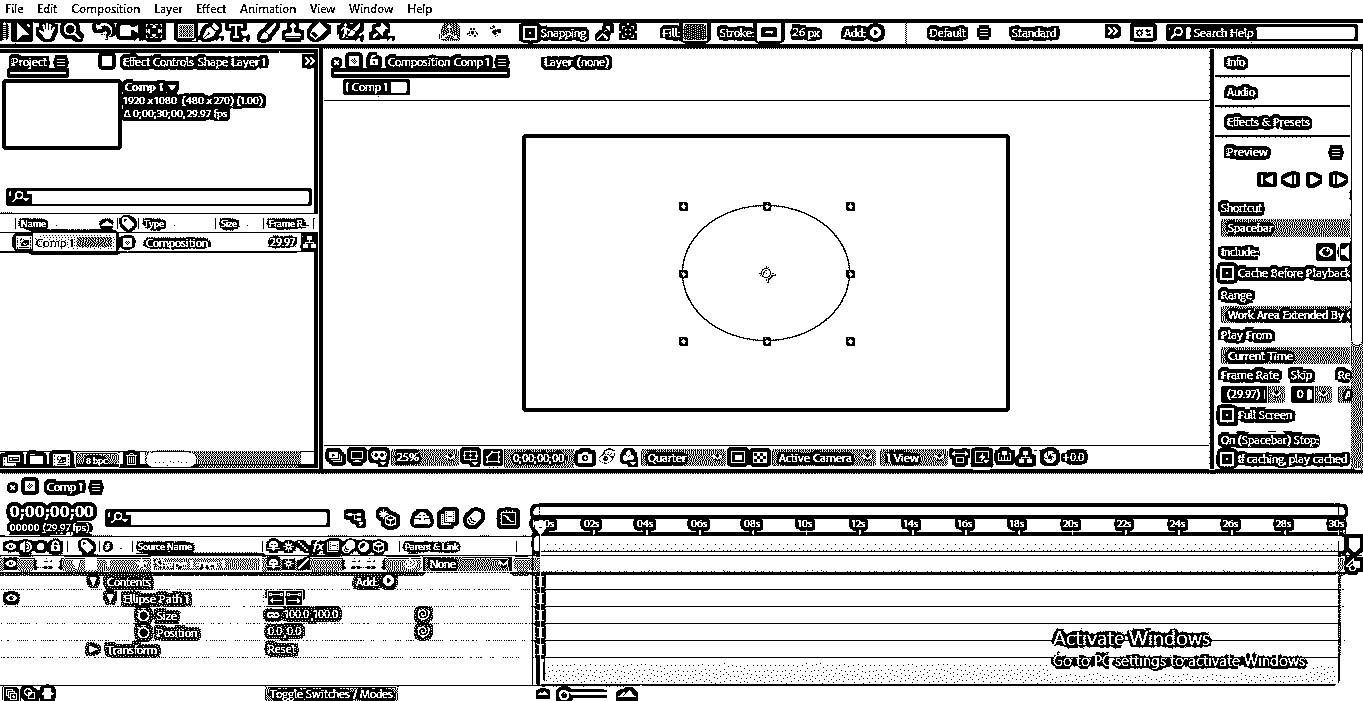 File Edit Composition Layer Effect Animation View Window Help
Snapping Fill: Stroke: 26 px Add: Default Standard Search Help
Project Effect Controls Shape Layer 1
Comp 1
1920 x 1080 (480 x 270) (1.00)
Δ 0;00;30;00, 29.97 fps
Name Type Size Frame R...
Comp 1 Composition 29.97
8 bpc
Composition Comp 1 Layer (none)
Comp 1
25% 0;00;00;00 Quarter Active Camera 1 View +0.0
Info
Audio
Effects & Presets
Preview
Shortcut
Spacebar
Include:
Cache Before Playback
Range
Work Area Extended By
Play From
Current Time
Frame Rate Skip Re
(29.97) 0
Full Screen
On (Spacebar) Stop:
If caching, play cached
Comp 1
0;00;00;00
00000 (29.97 fps)
02s 04s 06s 08s 10s 12s 14s 16s 18s 20s 22s 24s 26s 28s 30s
# Source Name Parent & Link
None
Contents Add:
Ellipse Path 1
Size 100.0,100.0
Position 0.0,0.0
Transform Reset
Toggle Switches / Modes
Activate Windows
Go to PC settings to activate Windows.